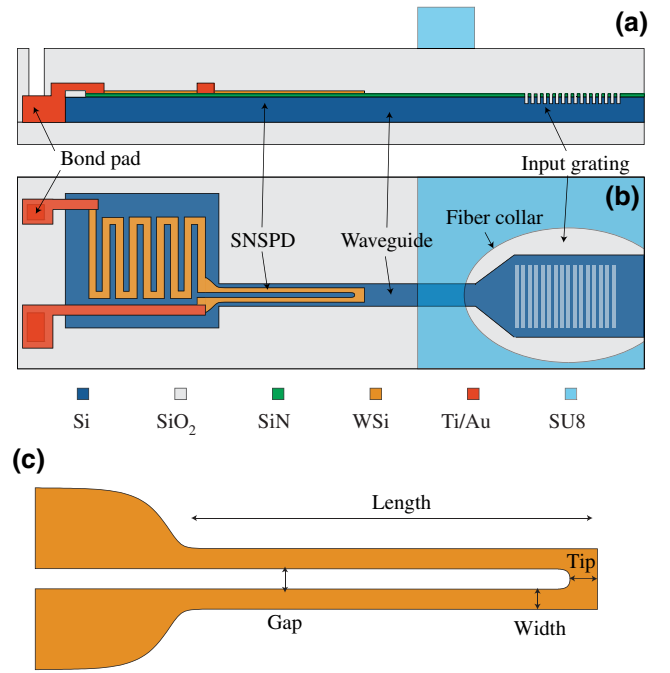 (a)
Bond pad
Input grating
(b)
Fiber collar
SNSPD
Waveguide
Si
SiO₂
SiN
WSi
Ti/Au
SU8
(c)
Length
Tip
Gap
Width